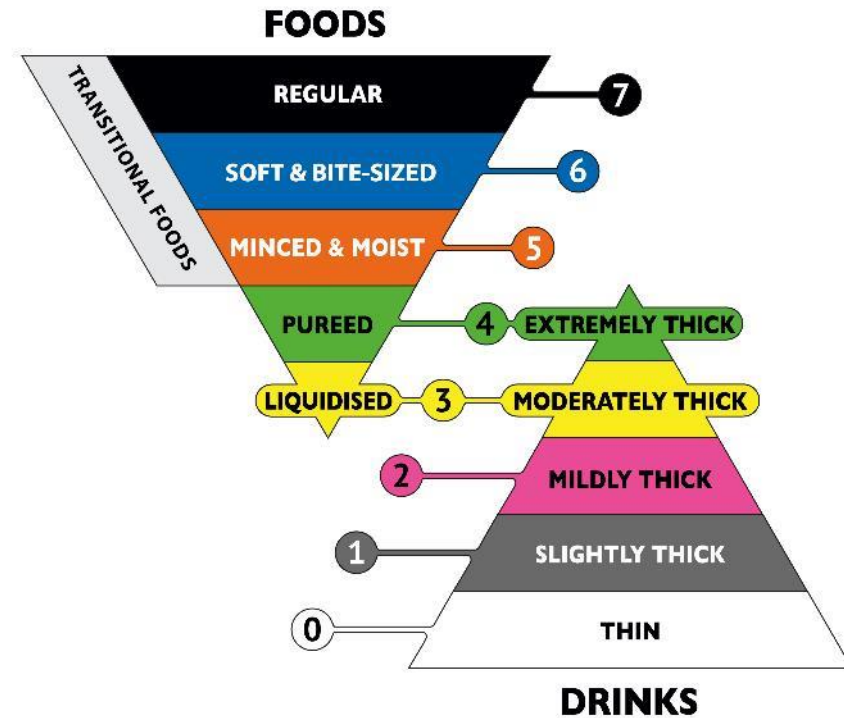 FOODS
TRANSITIONAL FOODS
REGULAR
7
SOFT & BITE-SIZED
6
MINCED & MOIST
5
PUREED
4
EXTREMELY THICK
LIQUIDISED
3
MODERATELY THICK
2
MILDLY THICK
1
SLIGHTLY THICK
0
THIN
DRINKS